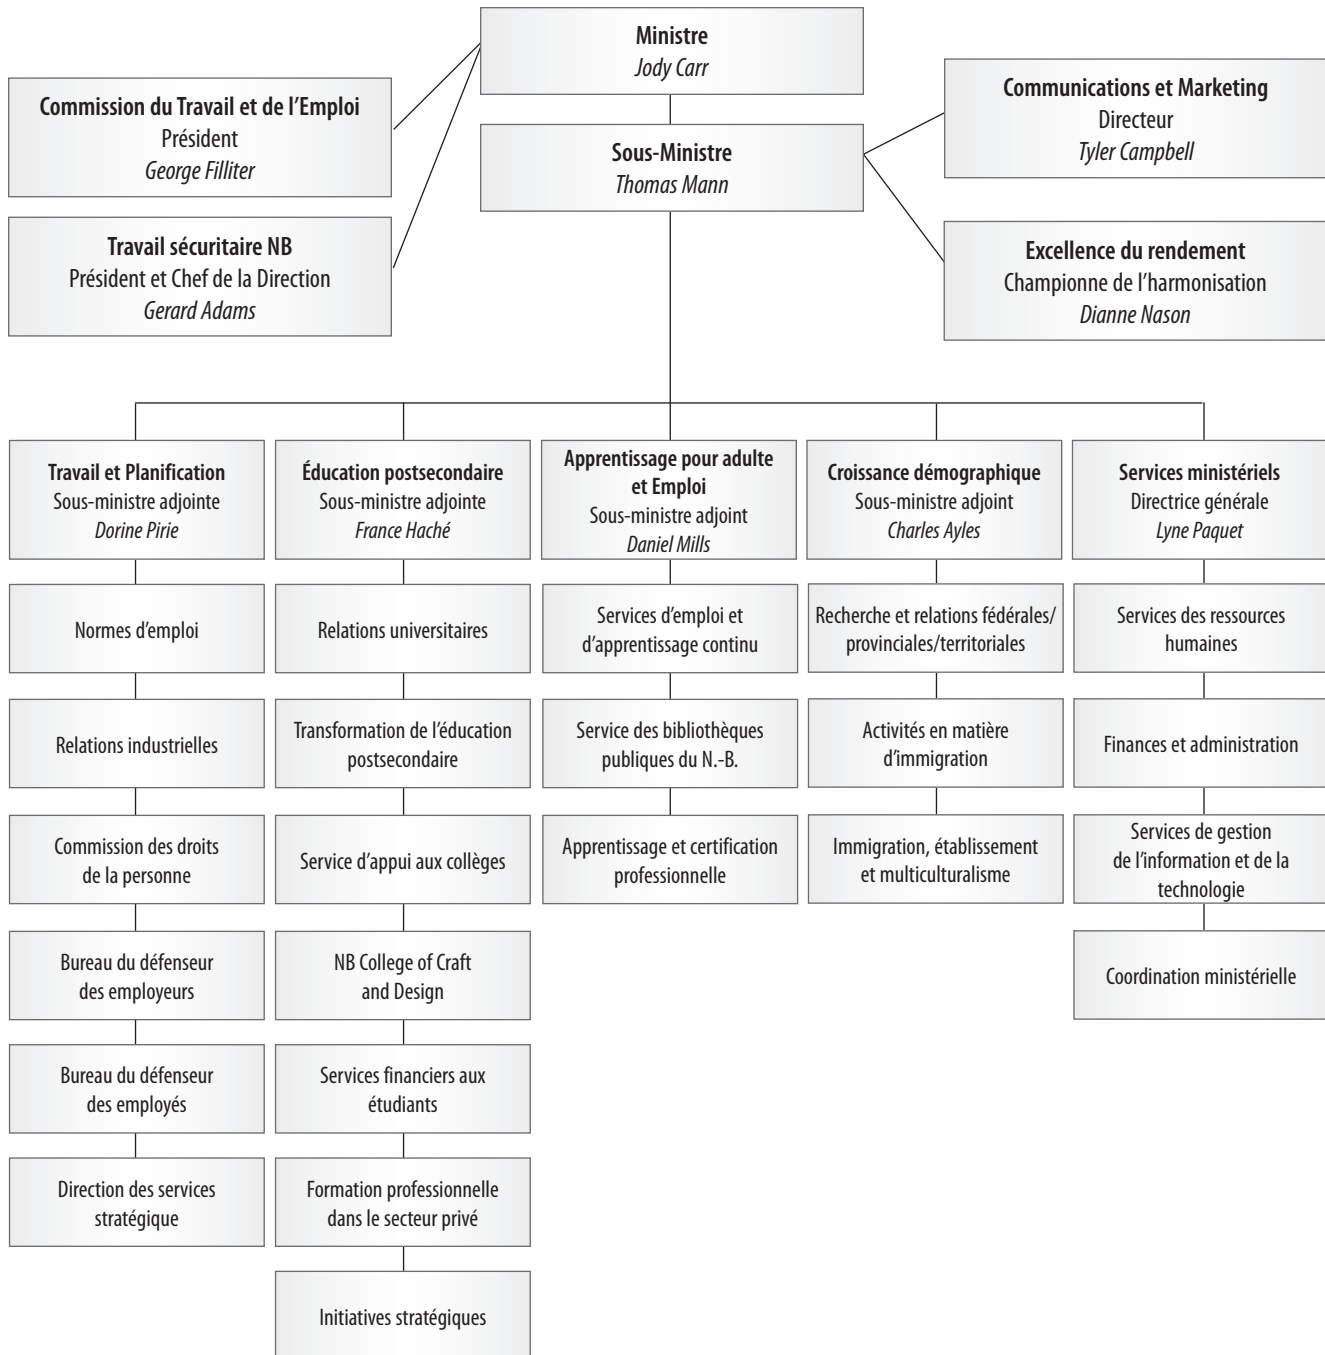 Ministre
Jody Carr
Commission du Travail et de l'Emploi
Président
George Filliter
Communications et Marketing
Directeur
Tyler Campbell
Sous-Ministre
Thomas Mann
Travail sécuritaire NB
Président et Chef de la Direction
Gerard Adams
Excellence du rendement
Championne de l'harmonisation
Dianne Nason
Travail et Planification
Sous-ministre adjointe
Dorine Pirie
Normes d'emploi
Relations industrielles
Commission des droits
de la personne
Bureau du défenseur
des employeurs
Bureau du défenseur
des employés
Direction des services
stratégique
Éducation postsecondaire
Sous-ministre adjointe
France Haché
Relations universitaires
Transformation de l'éducation
postsecondaire
Service d'appui aux collèges
NB College of Craft
and Design
Services financiers aux
étudiants
Formation professionnelle
dans le secteur privé
Initiatives stratégiques
Apprentissage pour adulte
et Emploi
Sous-ministre adjoint
Daniel Mills
Services d'emploi et
d'apprentissage continu
Service des bibliothèques
publiques du N.-B.
Apprentissage et certification
professionnelle
Croissance démographique
Sous-ministre adjoint
Charles Ayles
Recherche et relations fédérales/
provinciales/territoriales
Activités en matière
d'immigration
Immigration, établissement
et multiculturalisme
Services ministériels
Directrice générale
Lyne Paquet
Services des ressources
humaines
Finances et administration
Services de gestion
de l'information et de la
technologie
Coordination ministérielle